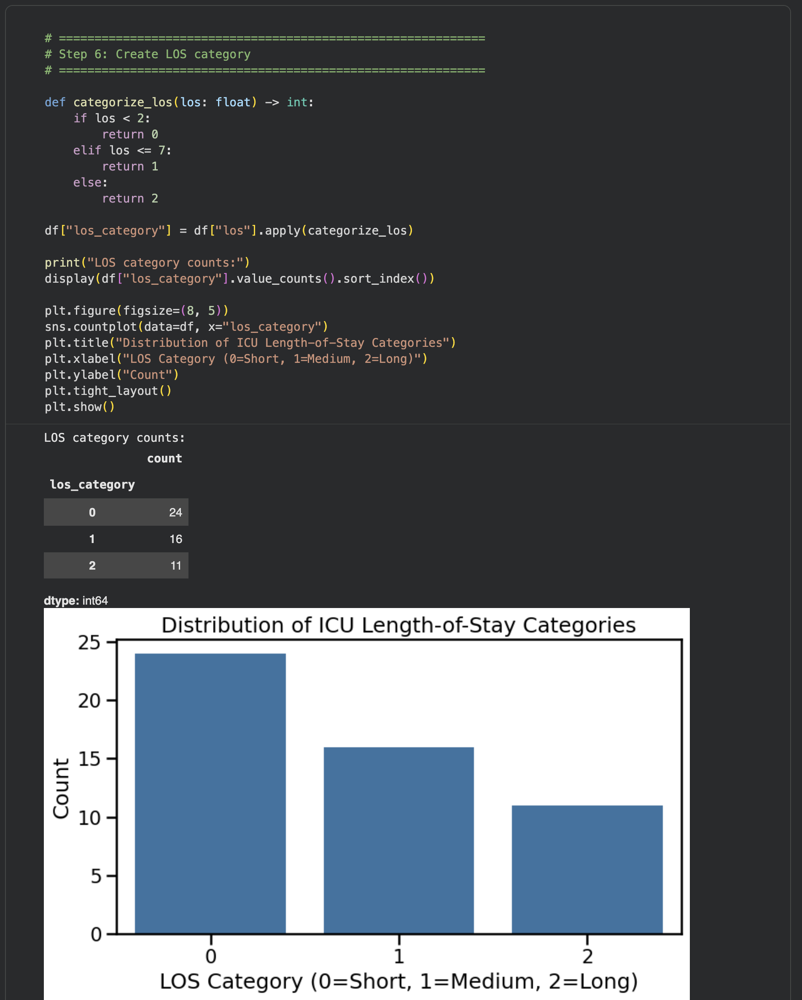 # ============================================================
# Step 6: Create LOS category
# ============================================================
def categorize_los(los: float) -> int:
    if los < 2:
        return 0
    elif los <= 7:
        return 1
    else:
        return 2
df["los_category"] = df["los"].apply(categorize_los)
print("LOS category counts:")
display(df["los_category"].value_counts().sort_index())
plt.figure(figsize=(8, 5))
sns.countplot(data=df, x="los_category")
plt.title("Distribution of ICU Length-of-Stay Categories")
plt.xlabel("LOS Category (0=Short, 1=Medium, 2=Long)")
plt.ylabel("Count")
plt.tight_layout()
plt.show()
LOS category counts:
count
los_category
0 24
1 16
2 11
dtype: int64
Distribution of ICU Length-of-Stay Categories
25
20
15
10
5
0
Count
0 1 2
LOS Category (0=Short, 1=Medium, 2=Long)